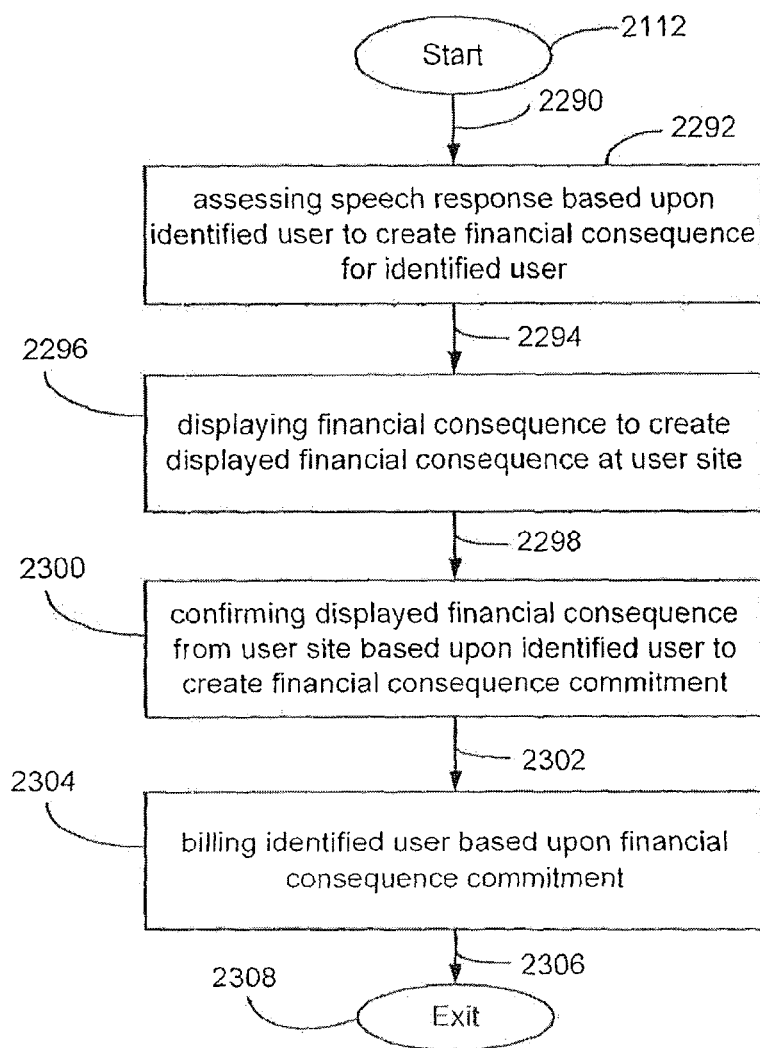 2112
Start
2290
2292
assessing speech response based upon
identified user to create financial consequence
for identified user
2294
2296
displaying financial consequence to create
displayed financial consequence at user site
2298
2300
confirming displayed financial consequence
from user site based upon identified user to
create financial consequence commitment
2302
2304
billing identified user based upon financial
consequence commitment
2306
2308
Exit